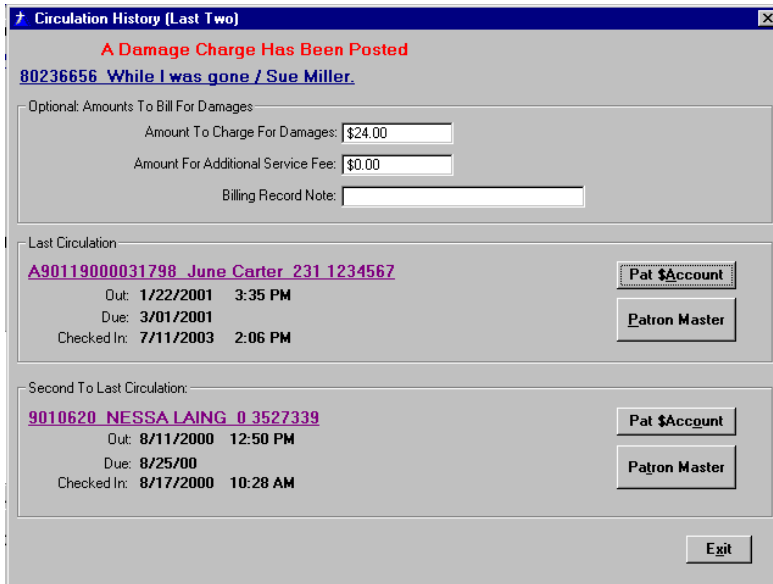 Circulation History (Last Two)
A Damage Charge Has Been Posted
80236656 While I was gone / Sue Miller.
Optional: Amounts To Bill For Damages
Amount To Charge For Damages: $24.00
Amount For Additional Service Fee: $0.00
Billing Record Note:
Last Circulation
A90119000031798 June Carter 231 1234567
Pat $Account
Out: 1/22/2001 3:35 PM
Due: 3/01/2001
Patron Master
Checked In: 7/11/2003 2:06 PM
Second To Last Circulation:
9010620 NESSA LAING 0 3527339
Pat $Account
Out: 8/11/2000 12:50 PM
Due: 8/25/00
Patron Master
Checked In: 8/17/2000 10:28 AM
Exit